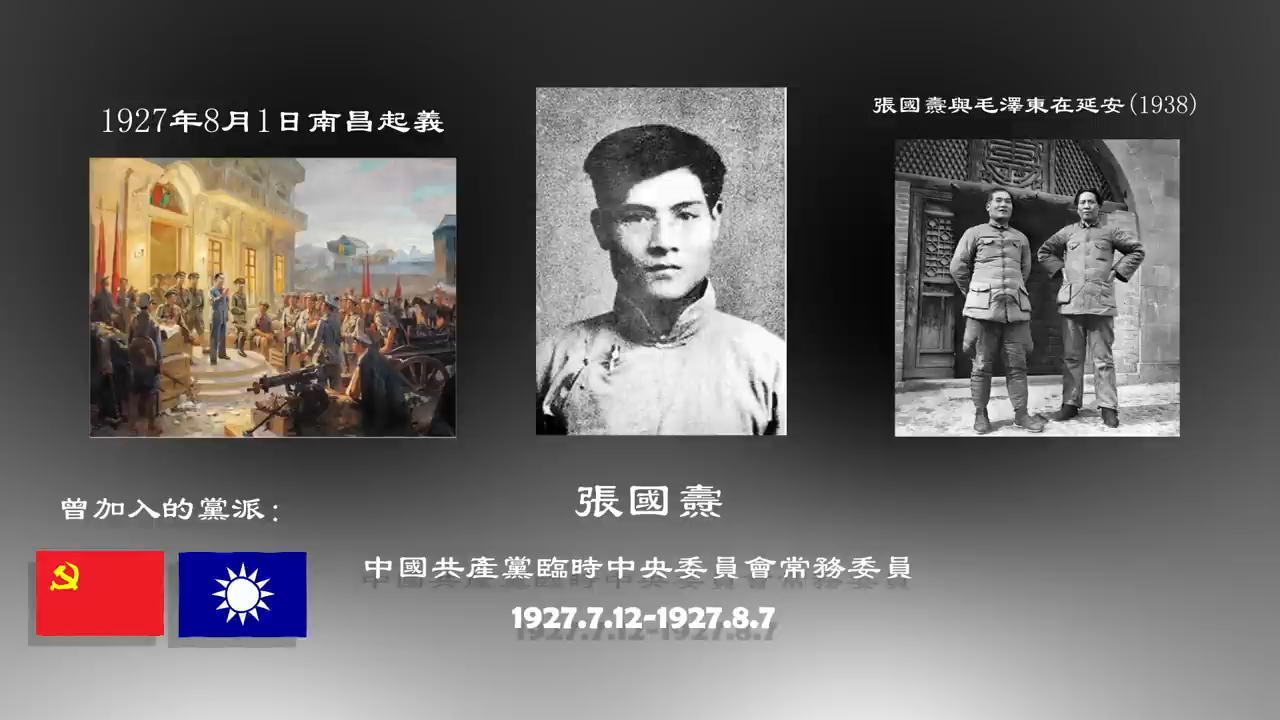 1927年8月1日南昌起義
張國燾與毛澤東在延安(1938)
張國燾
曾加入的黨派:
中國共產黨臨時中央委員會常務委員
1927.7.12-1927.8.7